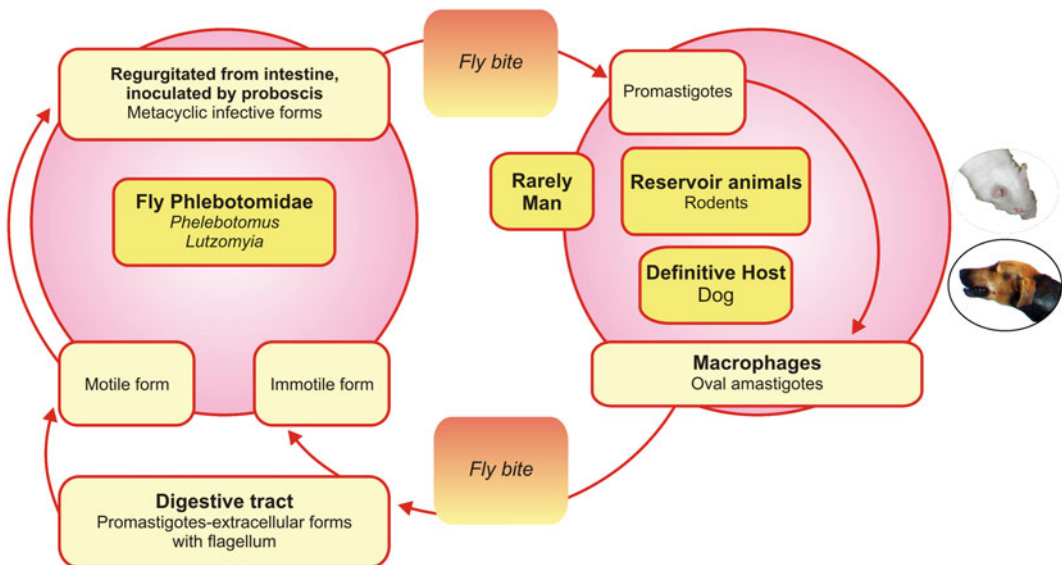 Regurgitated from intestine,
inoculated by proboscis
Metacyclic infective forms
Fly bite
Promastigotes
Fly Phlebotomidae
Phelebotomus
Lutzomyia
Rarely
Man
Reservoir animals
Rodents
Definitive Host
Dog
Motile form
Immotile form
Macrophages
Oval amastigotes
Fly bite
Digestive tract
Promastigotes-extracellular forms
with flagellum